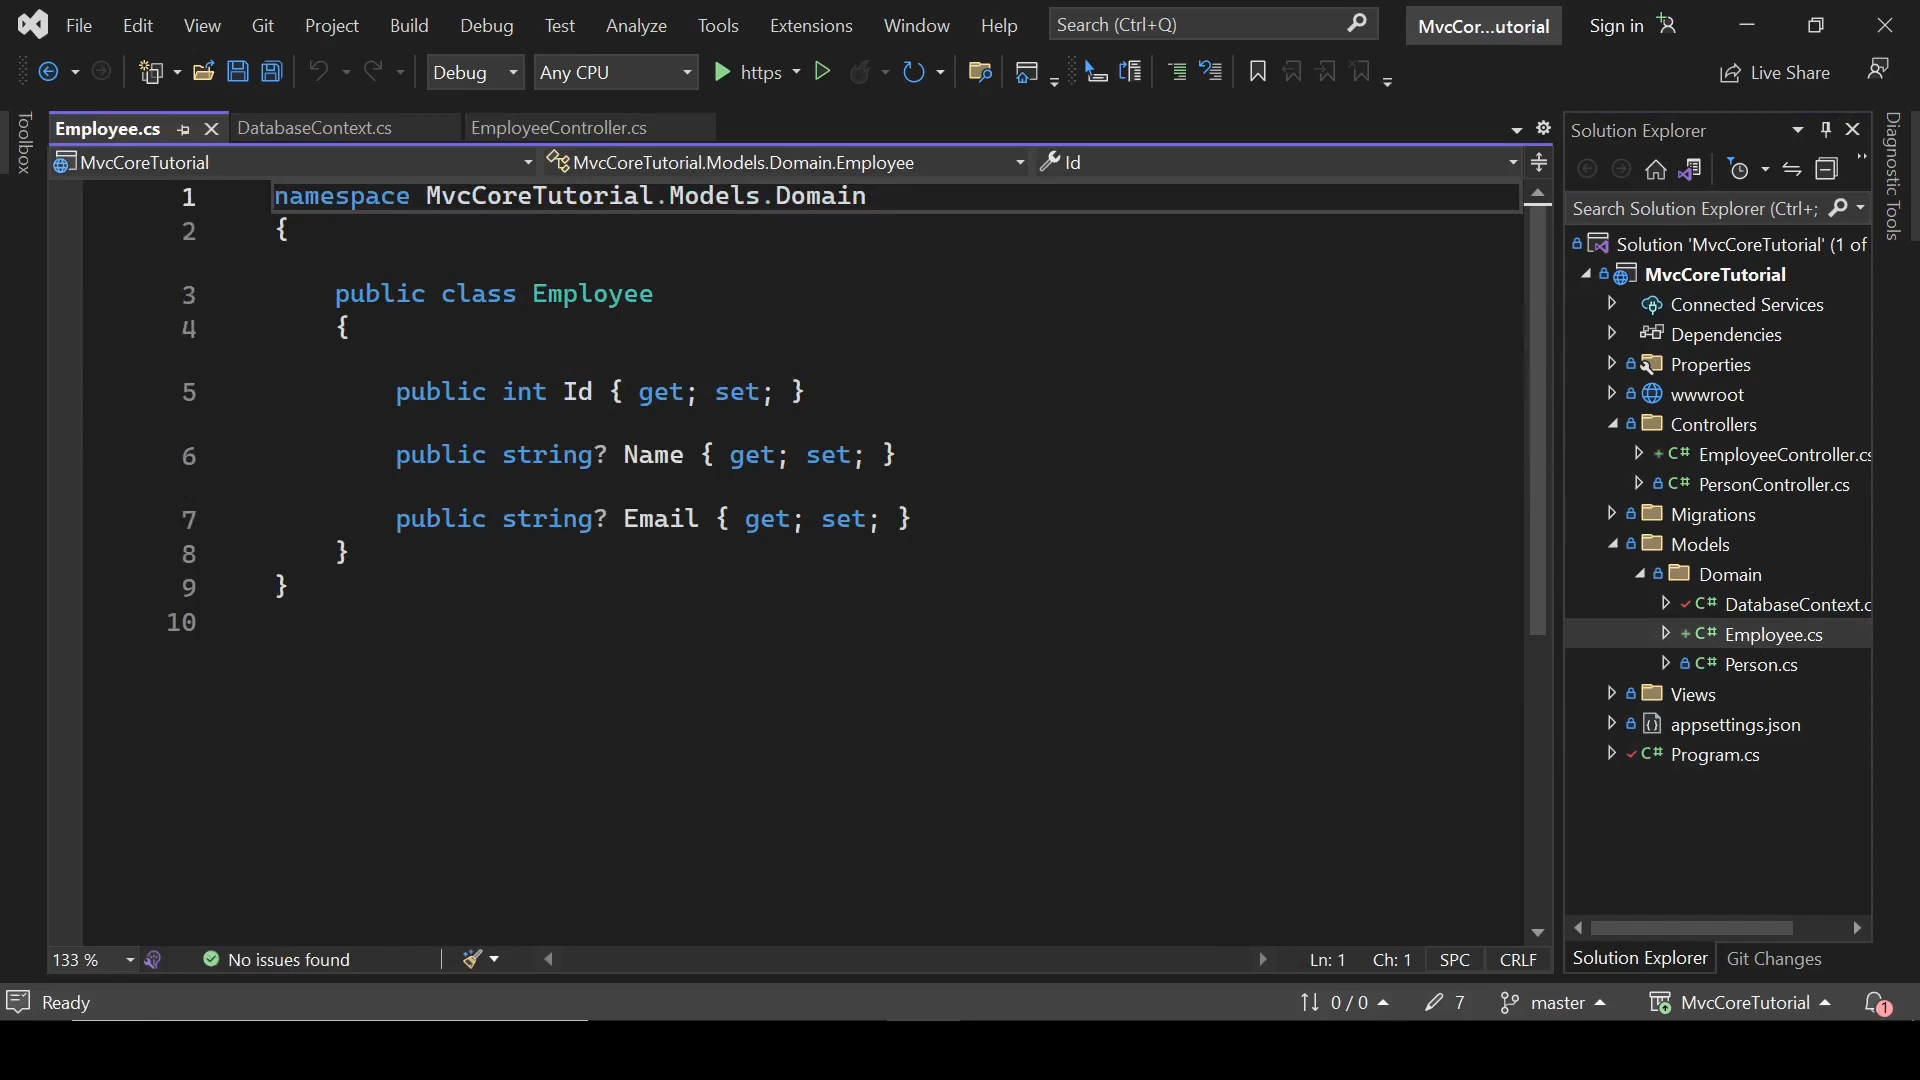 File Edit View Git Project Build Debug Test Analyze Tools Extensions Window Help Search (Ctrl+Q) MvcCor...utorial Sign in
Debug Any CPU https Live Share
Toolbox
Employee.cs DatabaseContext.cs EmployeeController.cs
MvcCoreTutorial MvcCoreTutorial.Models.Domain.Employee Id
1 namespace MvcCoreTutorial.Models.Domain
2 {
3 public class Employee
4 {
5 public int Id { get; set; }
6 public string? Name { get; set; }
7 public string? Email { get; set; }
8 }
9 }
10
133 % No issues found Ln: 1 Ch: 1 SPC CRLF
Solution Explorer
Search Solution Explorer (Ctrl+;
Solution 'MvcCoreTutorial' (1 of
MvcCoreTutorial
Connected Services
Dependencies
Properties
wwwroot
Controllers
C# EmployeeController.cs
C# PersonController.cs
Migrations
Models
Domain
C# DatabaseContext.c
C# Employee.cs
C# Person.cs
Views
appsettings.json
C# Program.cs
Solution Explorer Git Changes
Diagnostic Tools
Ready 0 / 0 7 master MvcCoreTutorial 1